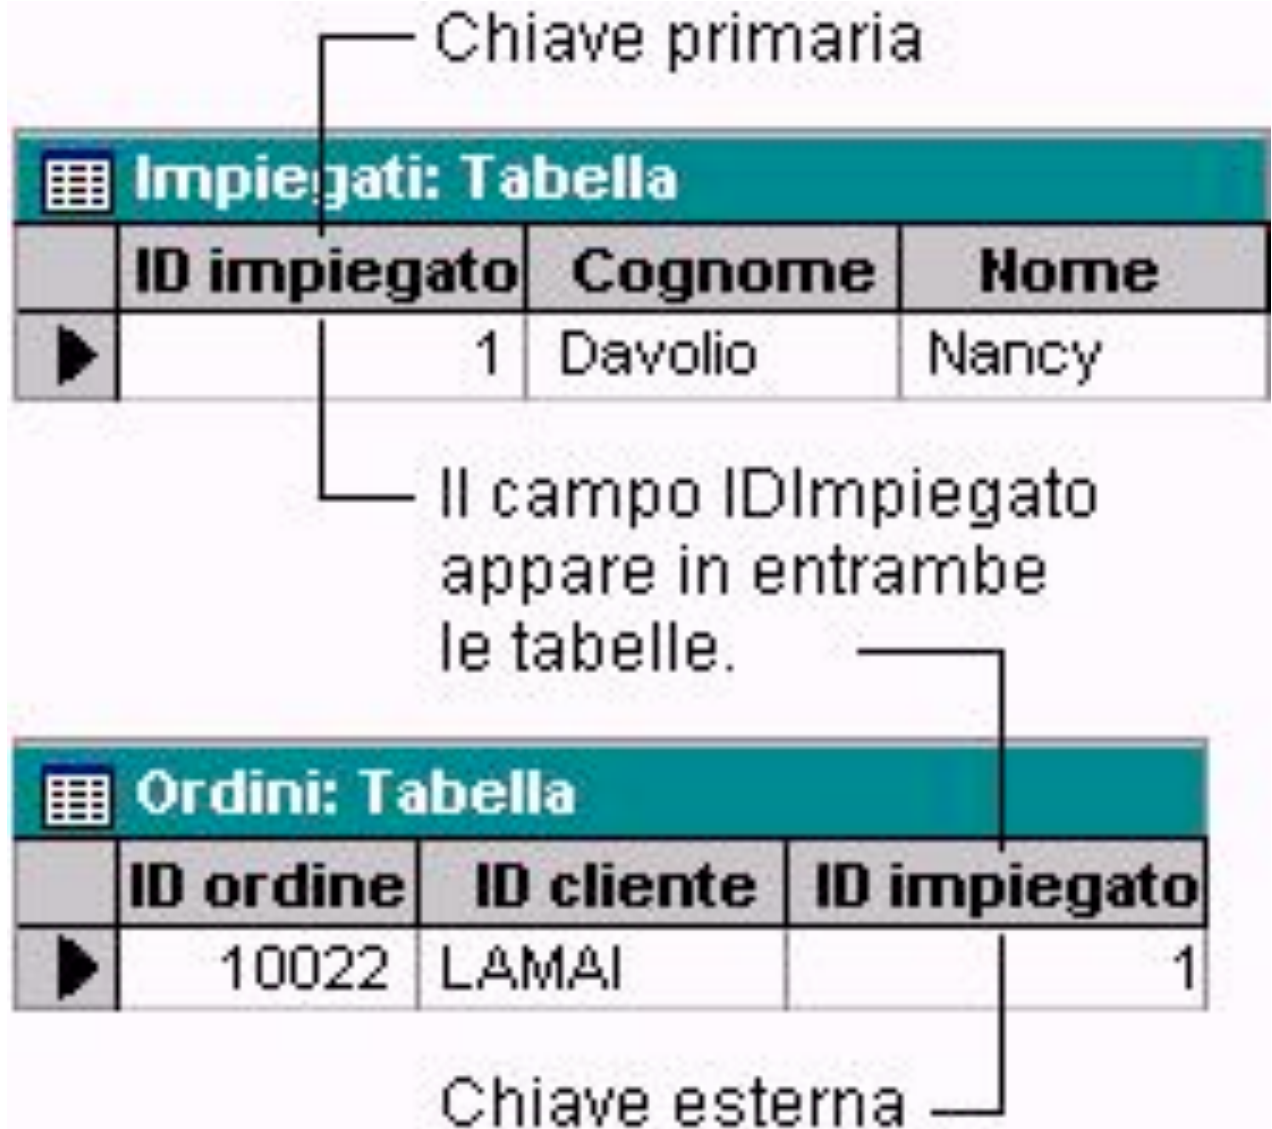 Chiave primaria
Impiegati: Tabella
ID impiegato Cognome Nome
1 Davolio Nancy
Il campo IDImpiegato
appare in entrambe
le tabelle.
Ordini: Tabella
ID ordine ID cliente ID impiegato
10022 LAMAI 1
Chiave esterna